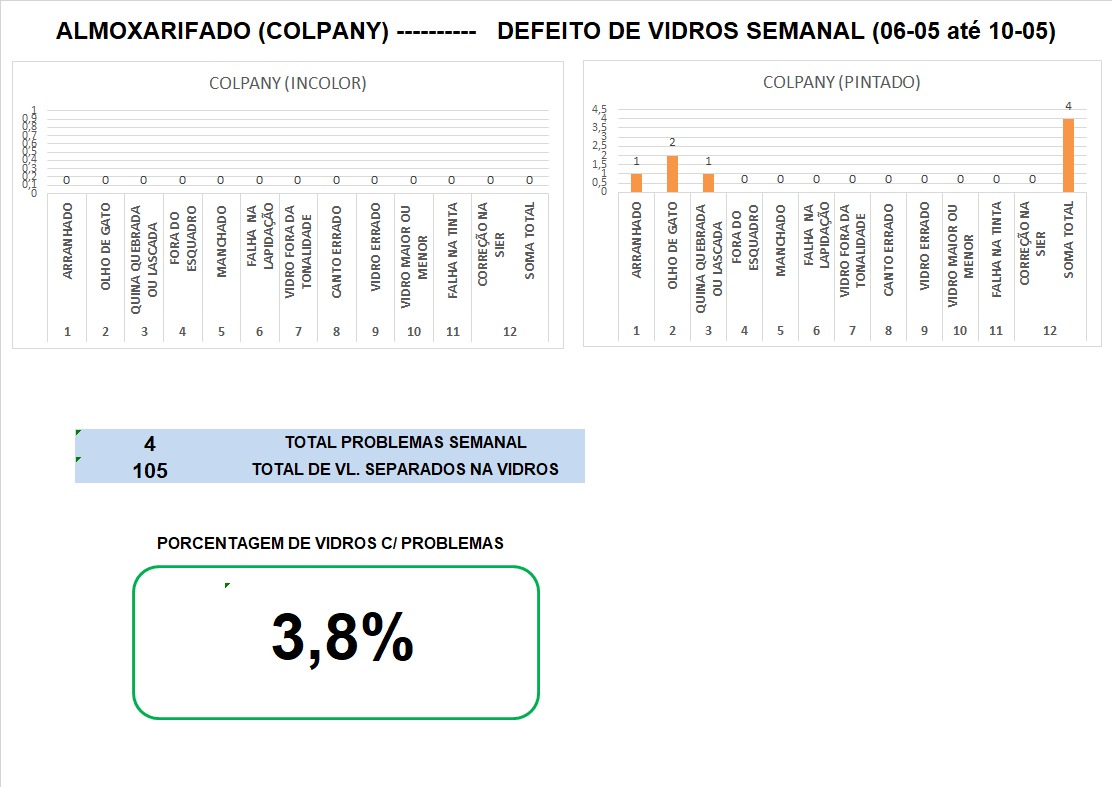 ALMOXARIFADO (COLPANY) ---------- DEFEITO DE VIDROS SEMANAL (06-05 até 10-05)
COLPANY (INCOLOR)
1
0,9
0,8
0,7
0,6
0,5
0,4
0,3
0,2
0,1
0
0 0 0 0 0 0 0 0 0 0 0 0 0
ARRANHADO
OLHO DE GATO
QUINA QUEBRADA
OU LASCADA
FORA DO
ESQUADRO
MANCHADO
FALHA NA
LAPIDAÇÃO
VIDRO FORA DA
TONALIDADE
CANTO ERRADO
VIDRO ERRADO
VIDRO MAIOR OU
MENOR
FALHA NA TINTA
CORREÇÃO NA
SIER
SOMA TOTAL
1 2 3 4 5 6 7 8 9 10 11 12
COLPANY (PINTADO)
4,5
4
3,5
3
2,5
2
1,5
1
0,5
0
1 2 1 0 0 0 0 0 0 0 0 0 4
ARRANHADO
OLHO DE GATO
QUINA QUEBRADA
OU LASCADA
FORA DO
ESQUADRO
MANCHADO
FALHA NA
LAPIDAÇÃO
VIDRO FORA DA
TONALIDADE
CANTO ERRADO
VIDRO ERRADO
VIDRO MAIOR OU
MENOR
FALHA NA TINTA
CORREÇÃO NA
SIER
SOMA TOTAL
1 2 3 4 5 6 7 8 9 10 11 12
4 TOTAL PROBLEMAS SEMANAL
105 TOTAL DE VL. SEPARADOS NA VIDROS
PORCENTAGEM DE VIDROS C/ PROBLEMAS
3,8%